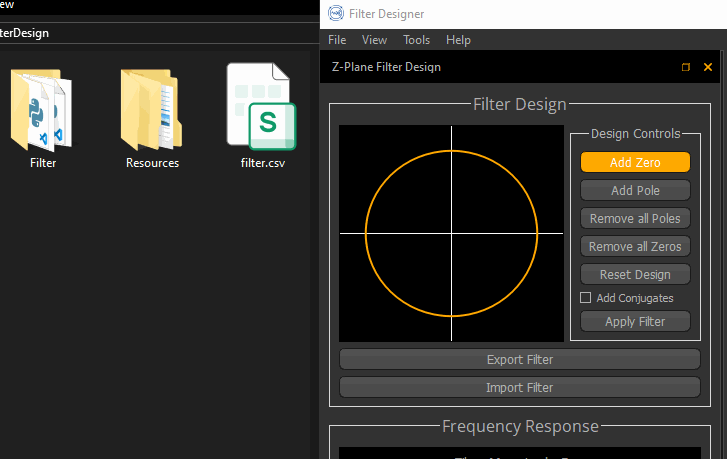 ew
Filter Designer
terDesign
File View Tools Help
Z-Plane Filter Design
Filter
Resources
S
filter.csv
Filter Design
Design Controls
Add Zero
Add Pole
Remove all Poles
Remove all Zeros
Reset Design
Add Conjugates
Apply Filter
Export Filter
Import Filter
Frequency Response